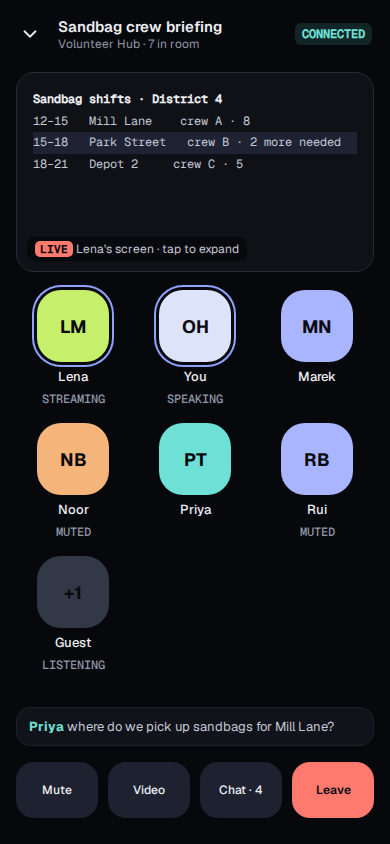 Sandbag crew briefing
Volunteer Hub · 7 in room
CONNECTED
Sandbag shifts · District 4
12–15 Mill Lane crew A · 8
15–18 Park Street crew B · 2 more needed
18–21 Depot 2 crew C · 5
LIVE Lena's screen · tap to expand
LM OH MN
Lena You Marek
STREAMING SPEAKING
NB PT RB
Noor Priya Rui
MUTED MUTED
+1
Guest
LISTENING
Priya where do we pick up sandbags for Mill Lane?
Mute Video Chat · 4 Leave